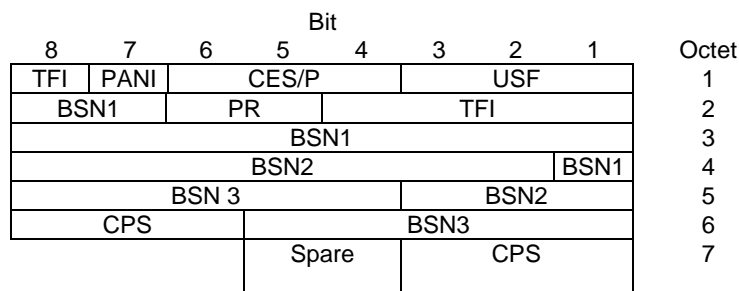 Bit
8 7 6 5 4 3 2 1 Octet
TFI PANI CES/P USF 1
BSN1 PR TFI 2
BSN1 3
BSN2 BSN1 4
BSN 3 BSN2 5
CPS BSN3 6
Spare CPS 7